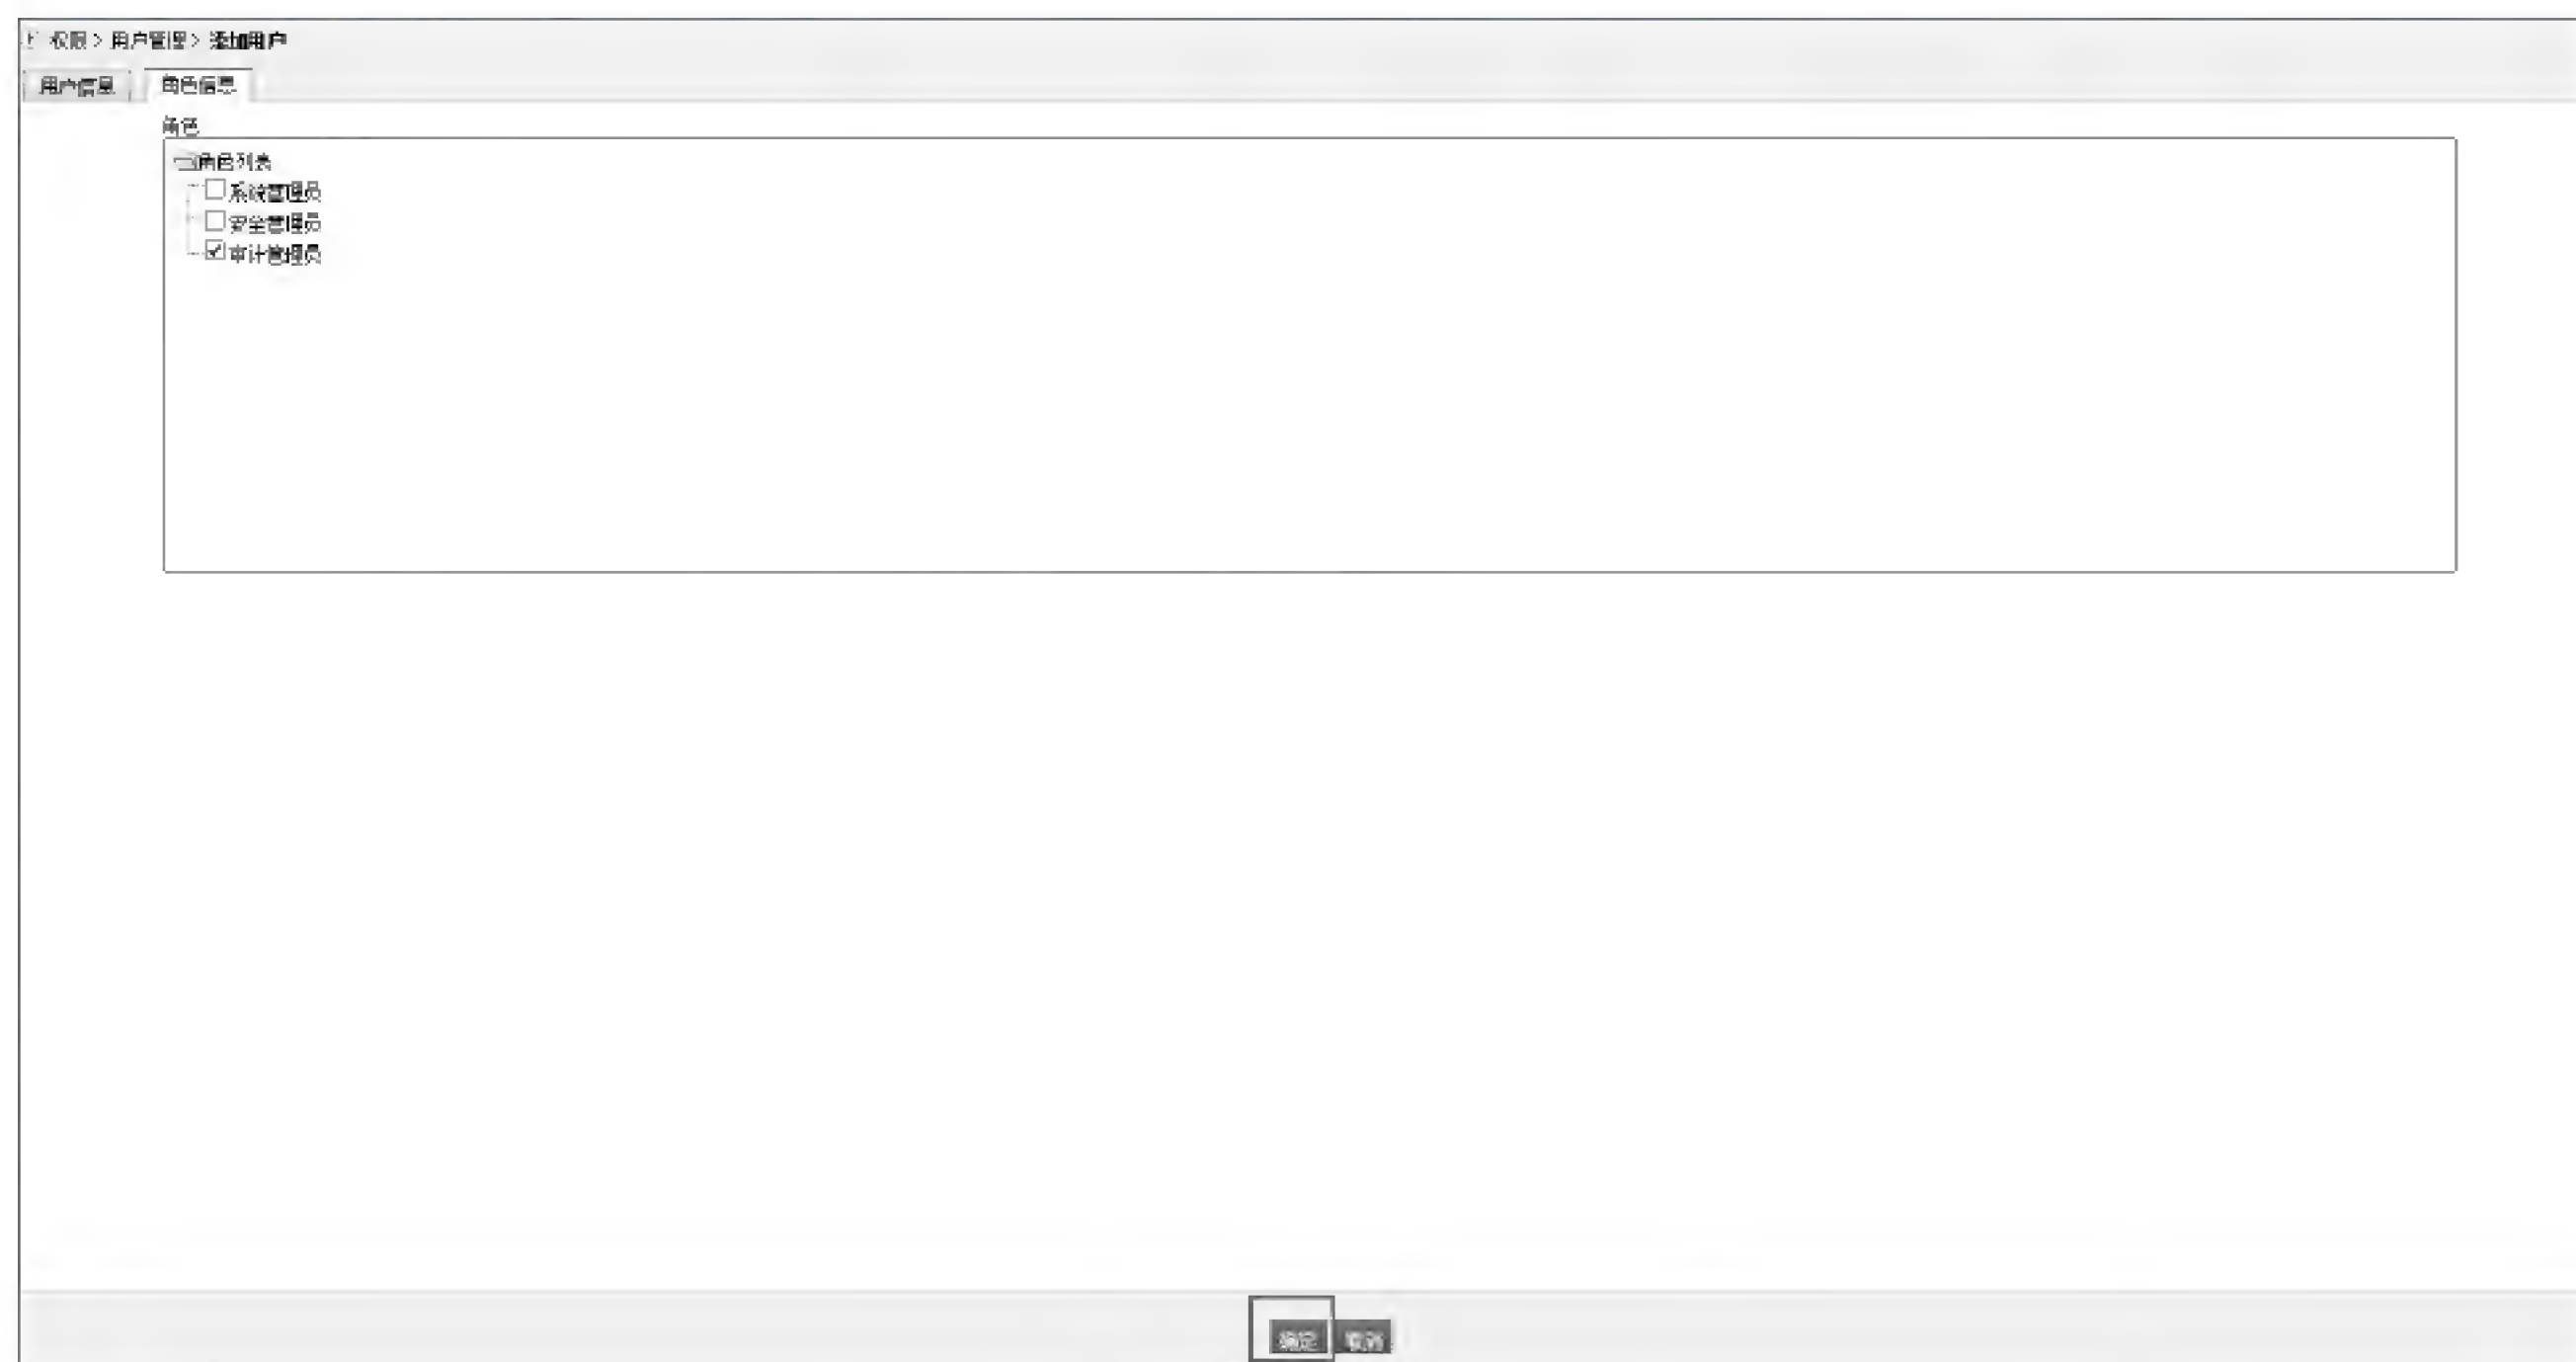 权限 > 用户管理 > 添加用户
用户信息 角色信息
角色
角色列表
系统管理员
安全管理员
审计管理员
确定 取消